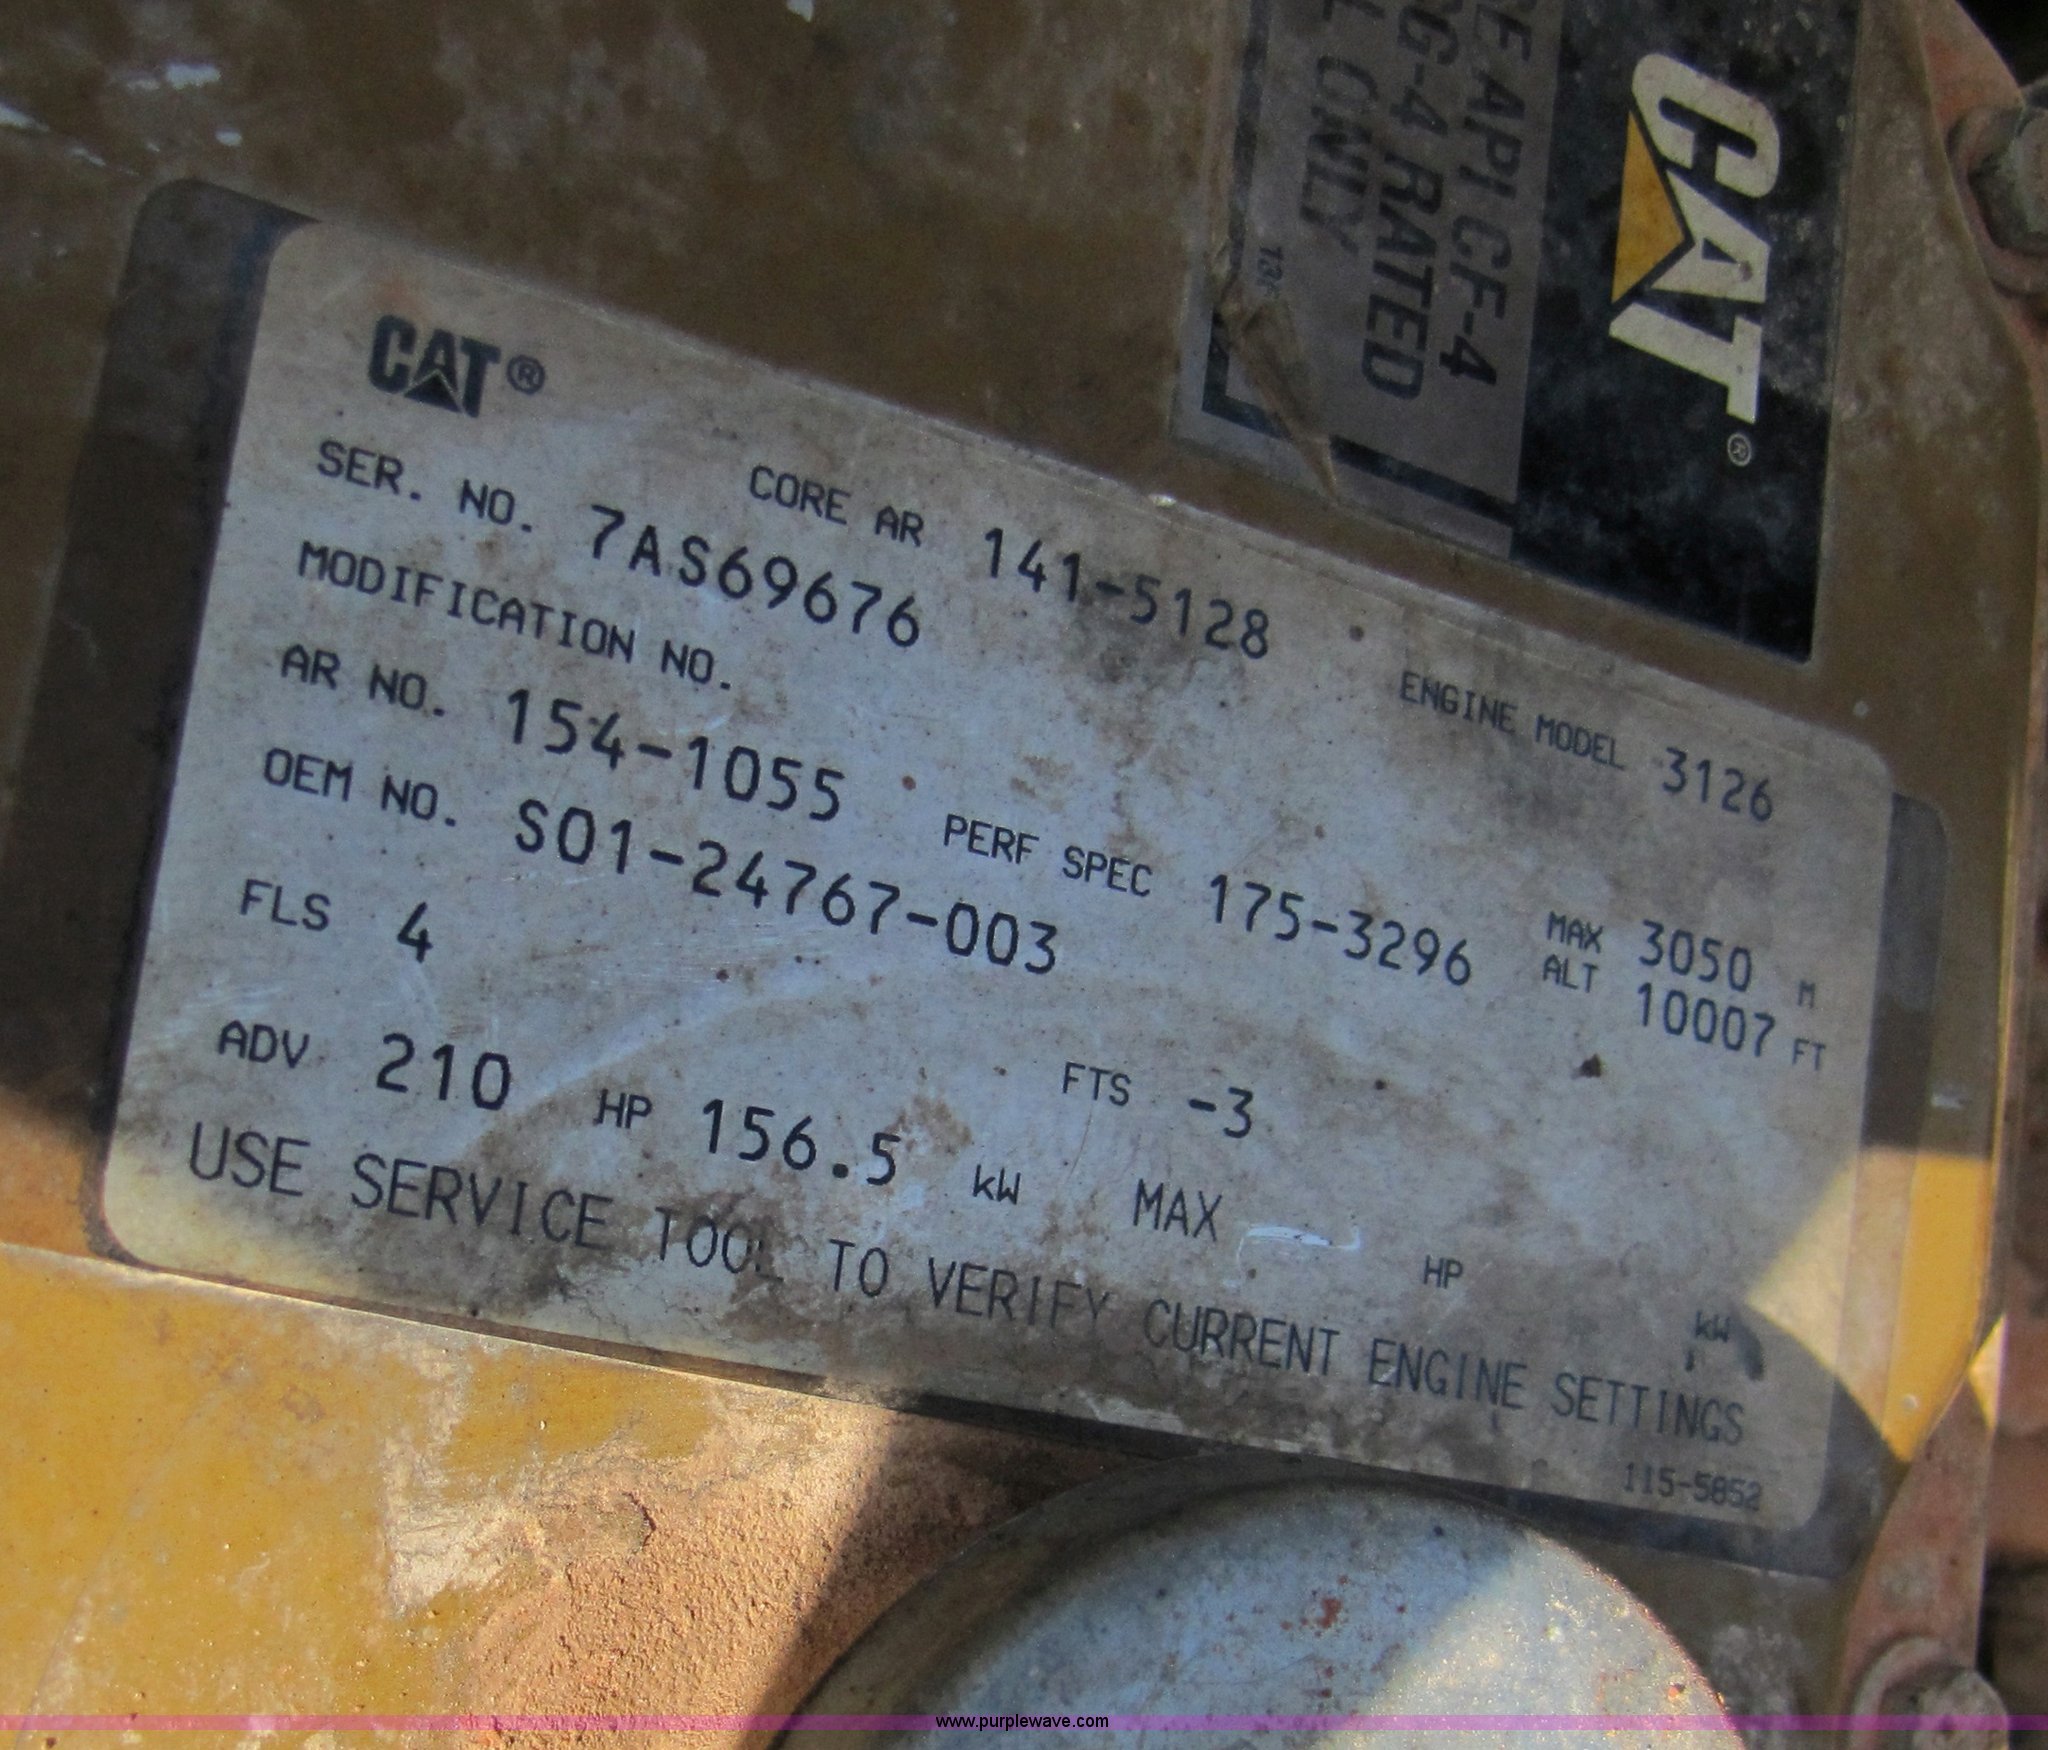 CAT®
CORE AR 141-5128
ENGINE MODEL 3126
SER. NO. 7AS69676
MODIFICATION NO.
AR NO. 154-1055
PERF SPEC 175-3296
MAX ALT 3050 M
10007 FT
OEM NO. S01-24767-003
FLS 4
FTS -3
ADV 210 HP 156.5 kW MAX HP kW
USE SERVICE TOOL TO VERIFY CURRENT ENGINE SETTINGS
115-5852
CAT®
API CF-4
CG-4 RATED
ONLY
www.purplewave.com